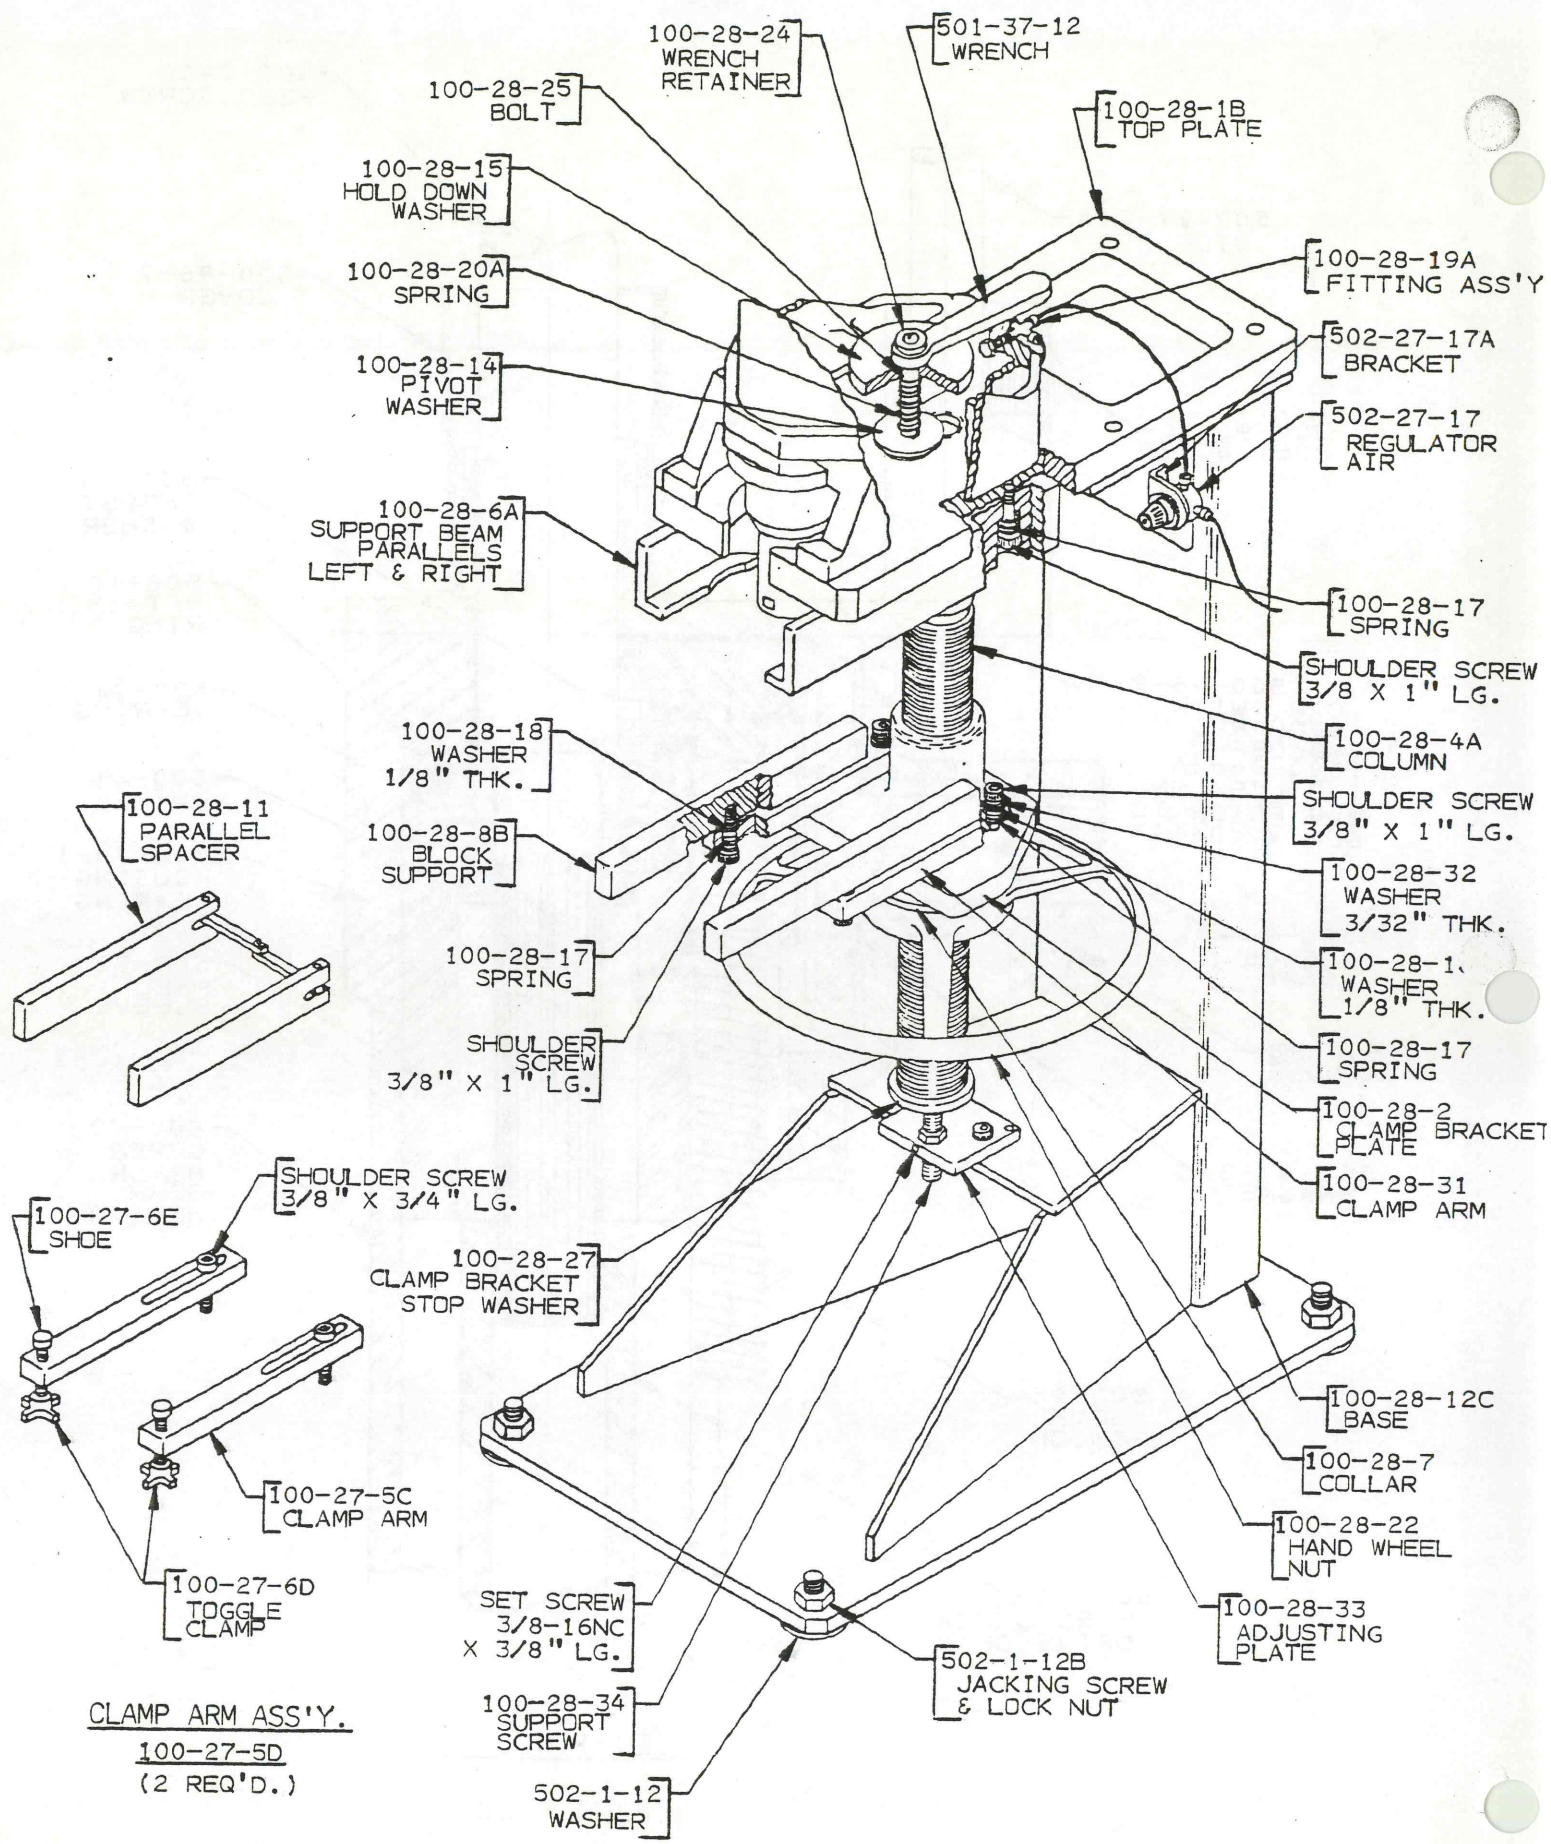 100-28-24
WRENCH
RETAINER
501-37-12
WRENCH
100-28-25
BOLT
100-28-1B
TOP PLATE
100-28-15
HOLD DOWN
WASHER
100-28-20A
SPRING
100-28-19A
FITTING ASS'Y
502-27-17A
BRACKET
100-28-14
PIVOT
WASHER
502-27-17
REGULATOR
AIR
100-28-6A
SUPPORT BEAM
PARALLELS
LEFT & RIGHT
100-28-17
SPRING
SHOULDER SCREW
3/8 X 1" LG.
100-28-18
WASHER
1/8" THK.
100-28-4A
COLUMN
100-28-11
PARALLEL
SPACER
100-28-8B
BLOCK
SUPPORT
SHOULDER SCREW
3/8" X 1" LG.
100-28-32
WASHER
3/32" THK.
100-28-17
SPRING
100-28-1
WASHER
1/8" THK.
SHOULDER
SCREW
3/8" X 1" LG.
100-28-17
SPRING
100-28-2
CLAMP BRACKET
PLATE
100-28-31
CLAMP ARM
SHOULDER SCREW
3/8" X 3/4" LG.
100-27-6E
SHOE
100-28-27
CLAMP BRACKET
STOP WASHER
100-28-12C
BASE
100-28-7
COLLAR
100-27-5C
CLAMP ARM
100-28-22
HAND WHEEL
NUT
100-27-6D
TOGGLE
CLAMP
SET SCREW
3/8-16NC
X 3/8" LG.
100-28-33
ADJUSTING
PLATE
502-1-12B
JACKING SCREW
& LOCK NUT
100-28-34
SUPPORT
SCREW
CLAMP ARM ASS'Y.
100-27-5D
(2 REQ'D.)
502-1-12
WASHER